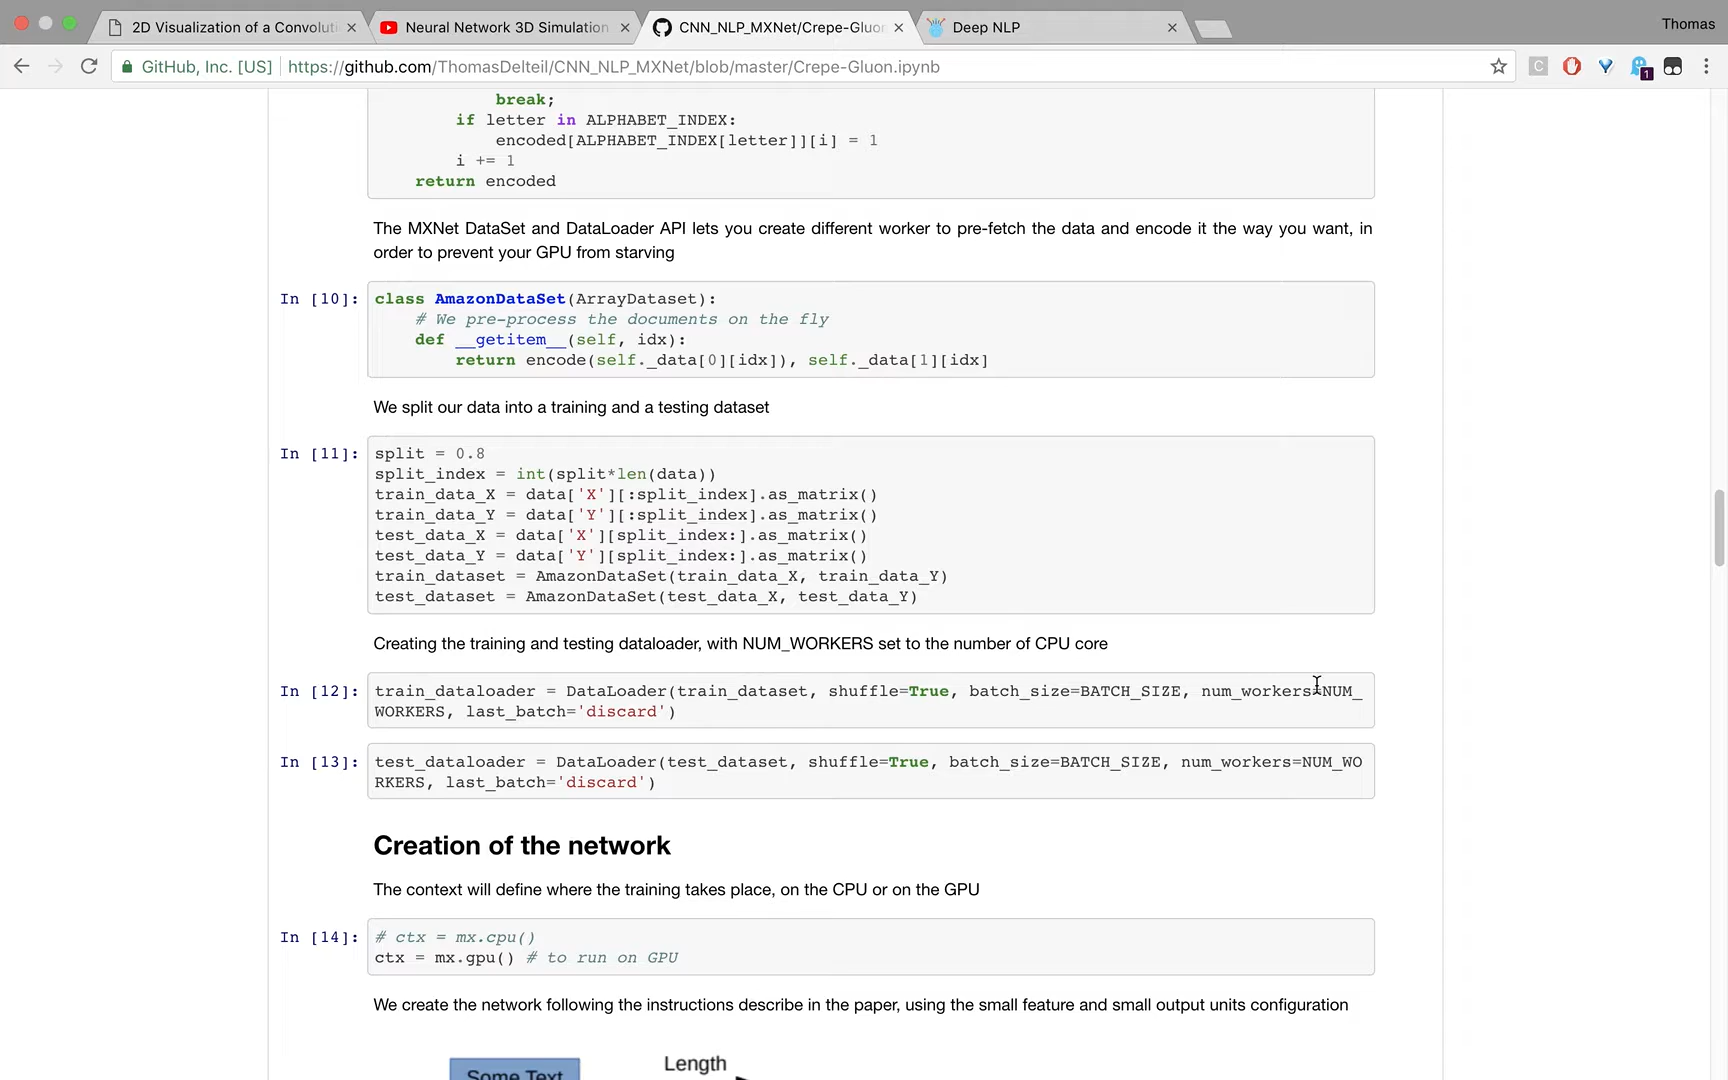 2D Visualization of a Convoluti
Neural Network 3D Simulation
CNN_NLP_MXNet/Crepe-Gluon
Deep NLP
Thomas
GitHub, Inc. [US]
https://github.com/ThomasDelteil/CNN_NLP_MXNet/blob/master/Crepe-Gluon.ipynb
C
1
break;
if letter in ALPHABET_INDEX:
encoded[ALPHABET_INDEX[letter]][i] = 1
i += 1
return encoded
The MXNet DataSet and DataLoader API lets you create different worker to pre-fetch the data and encode it the way you want, in
order to prevent your GPU from starving
In [10]:
class AmazonDataSet(ArrayDataset):
# We pre-process the documents on the fly
def __getitem__(self, idx):
return encode(self._data[0][idx]), self._data[1][idx]
We split our data into a training and a testing dataset
In [11]:
split = 0.8
split_index = int(split*len(data))
train_data_X = data['X'][:split_index].as_matrix()
train_data_Y = data['Y'][:split_index].as_matrix()
test_data_X = data['X'][split_index:].as_matrix()
test_data_Y = data['Y'][split_index:].as_matrix()
train_dataset = AmazonDataSet(train_data_X, train_data_Y)
test_dataset = AmazonDataSet(test_data_X, test_data_Y)
Creating the training and testing dataloader, with NUM_WORKERS set to the number of CPU core
In [12]:
train_dataloader = DataLoader(train_dataset, shuffle=True, batch_size=BATCH_SIZE, num_workers=NUM_
WORKERS, last_batch='discard')
In [13]:
test_dataloader = DataLoader(test_dataset, shuffle=True, batch_size=BATCH_SIZE, num_workers=NUM_WO
RKERS, last_batch='discard')
Creation of the network
The context will define where the training takes place, on the CPU or on the GPU
In [14]:
# ctx = mx.cpu()
ctx = mx.gpu() # to run on GPU
We create the network following the instructions describe in the paper, using the small feature and small output units configuration
Length
Some Text